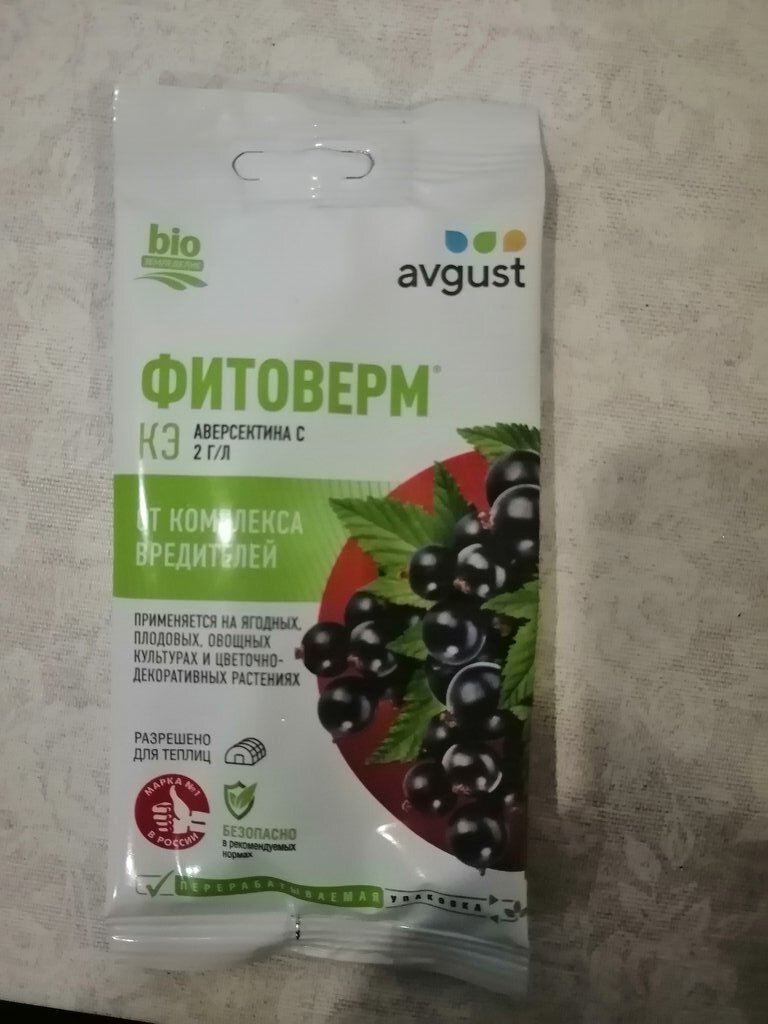 bio
ЗЕМЛЕДЕЛИЕ
avgust
ФИТОВЕРМ®
КЭ
АВЕРСЕКТИНА С
2 Г/Л
ОТ КОМПЛЕКСА
ВРЕДИТЕЛЕЙ
ПРИМЕНЯЕТСЯ НА ЯГОДНЫХ,
ПЛОДОВЫХ, ОВОЩНЫХ
КУЛЬТУРАХ И ЦВЕТОЧНО-
ДЕКОРАТИВНЫХ РАСТЕНИЯХ
РАЗРЕШЕНО
ДЛЯ ТЕПЛИЦ
МАРКА №1
В РОССИИ
БЕЗОПАСНО
в рекомендуемых
нормах
ПЕРЕРАБАТЫВАЕМАЯ УПАКОВКА